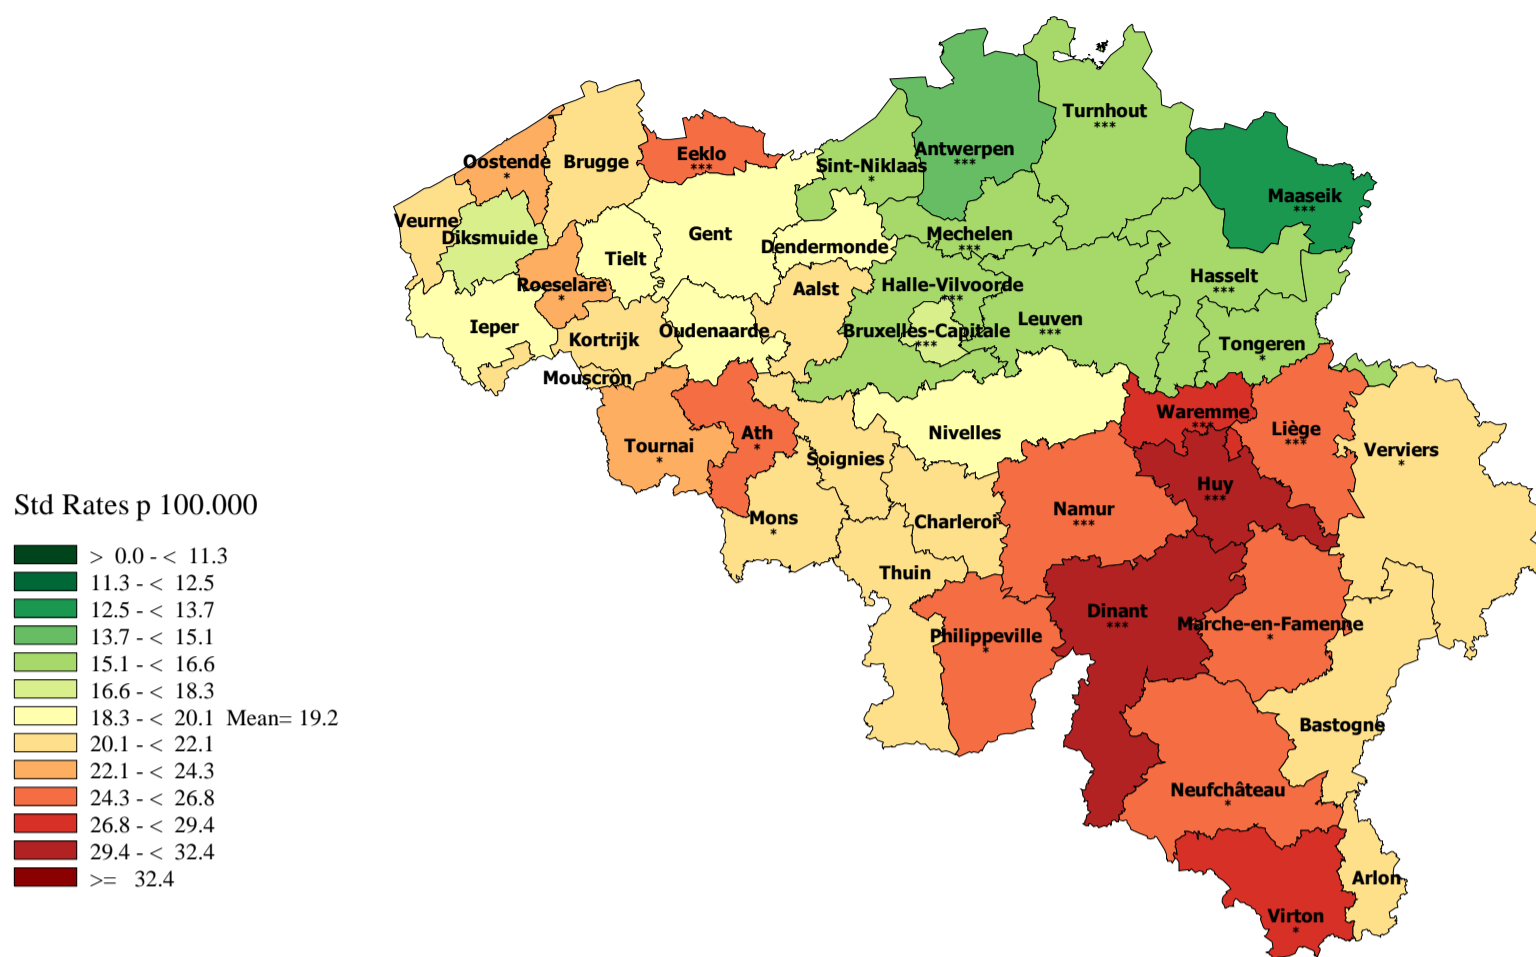 Turnhout
***
Antwerpen
***
Eeklo
***
Oostende
*
Brugge
Sint-Niklaas
*
Maaseik
***
Veurne
Diksmuide
Gent
Mechelen
***
Dendermonde
Tielt
Hasselt
***
Roeselare
*
Aalst
Halle-Vilvoorde
***
Ieper
Kortrijk
Oudenaarde
Bruxelles-Capitale
***
Leuven
***
Tongeren
*
Mouscron
Waremme
***
Liège
***
Tournai
*
Ath
*
Nivelles
Soignies
Verviers
*
Huy
***
Std Rates p 100.000
Mons
*
Charleroi
Namur
***
> 0.0 - < 11.3
11.3 - < 12.5
12.5 - < 13.7
13.7 - < 15.1
15.1 - < 16.6
16.6 - < 18.3
18.3 - < 20.1 Mean= 19.2
20.1 - < 22.1
22.1 - < 24.3
24.3 - < 26.8
26.8 - < 29.4
29.4 - < 32.4
>= 32.4
Thuin
Dinant
***
Philippeville
*
Marche-en-Famenne
*
Bastogne
Neufchâteau
*
Arlon
Virton
*